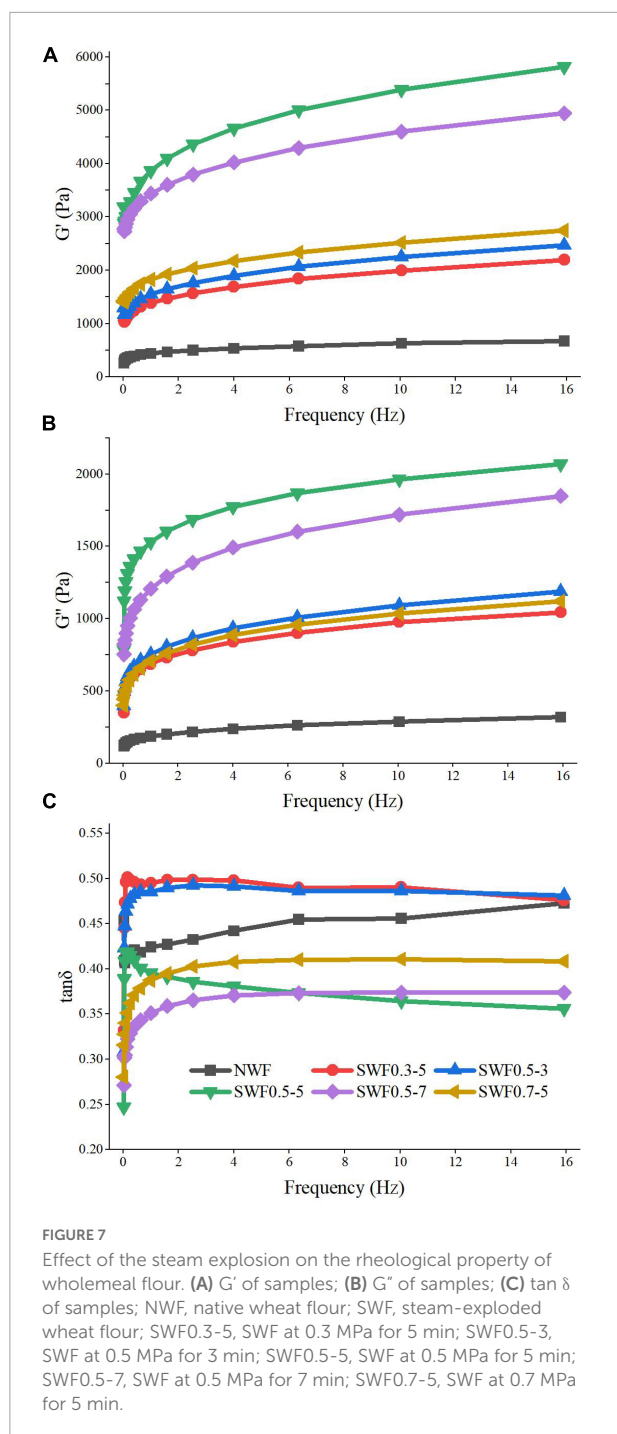 A
6000
5000
4000
3000
2000
1000
0
G' (Pa)
0 2 4 6 8 10 12 14 16
Frequency (Hz)
B
2000
1500
1000
500
0
G" (Pa)
0 2 4 6 8 10 12 14 16
Frequency (Hz)
C
0.55
0.50
0.45
0.40
0.35
0.30
0.25
0.20
tanδ
NWF SWF0.3-5 SWF0.5-3
SWF0.5-5 SWF0.5-7 SWF0.7-5
0 2 4 6 8 10 12 14 16
Frequency (Hz)
FIGURE 7
Effect of the steam explosion on the rheological property of
wholemeal flour. (A) G′ of samples; (B) G″ of samples; (C) tan δ
of samples; NWF, native wheat flour; SWF, steam-exploded
wheat flour; SWF0.3-5, SWF at 0.3 MPa for 5 min; SWF0.5-3,
SWF at 0.5 MPa for 3 min; SWF0.5-5, SWF at 0.5 MPa for 5 min;
SWF0.5-7, SWF at 0.5 MPa for 7 min; SWF0.7-5, SWF at 0.7 MPa
for 5 min.